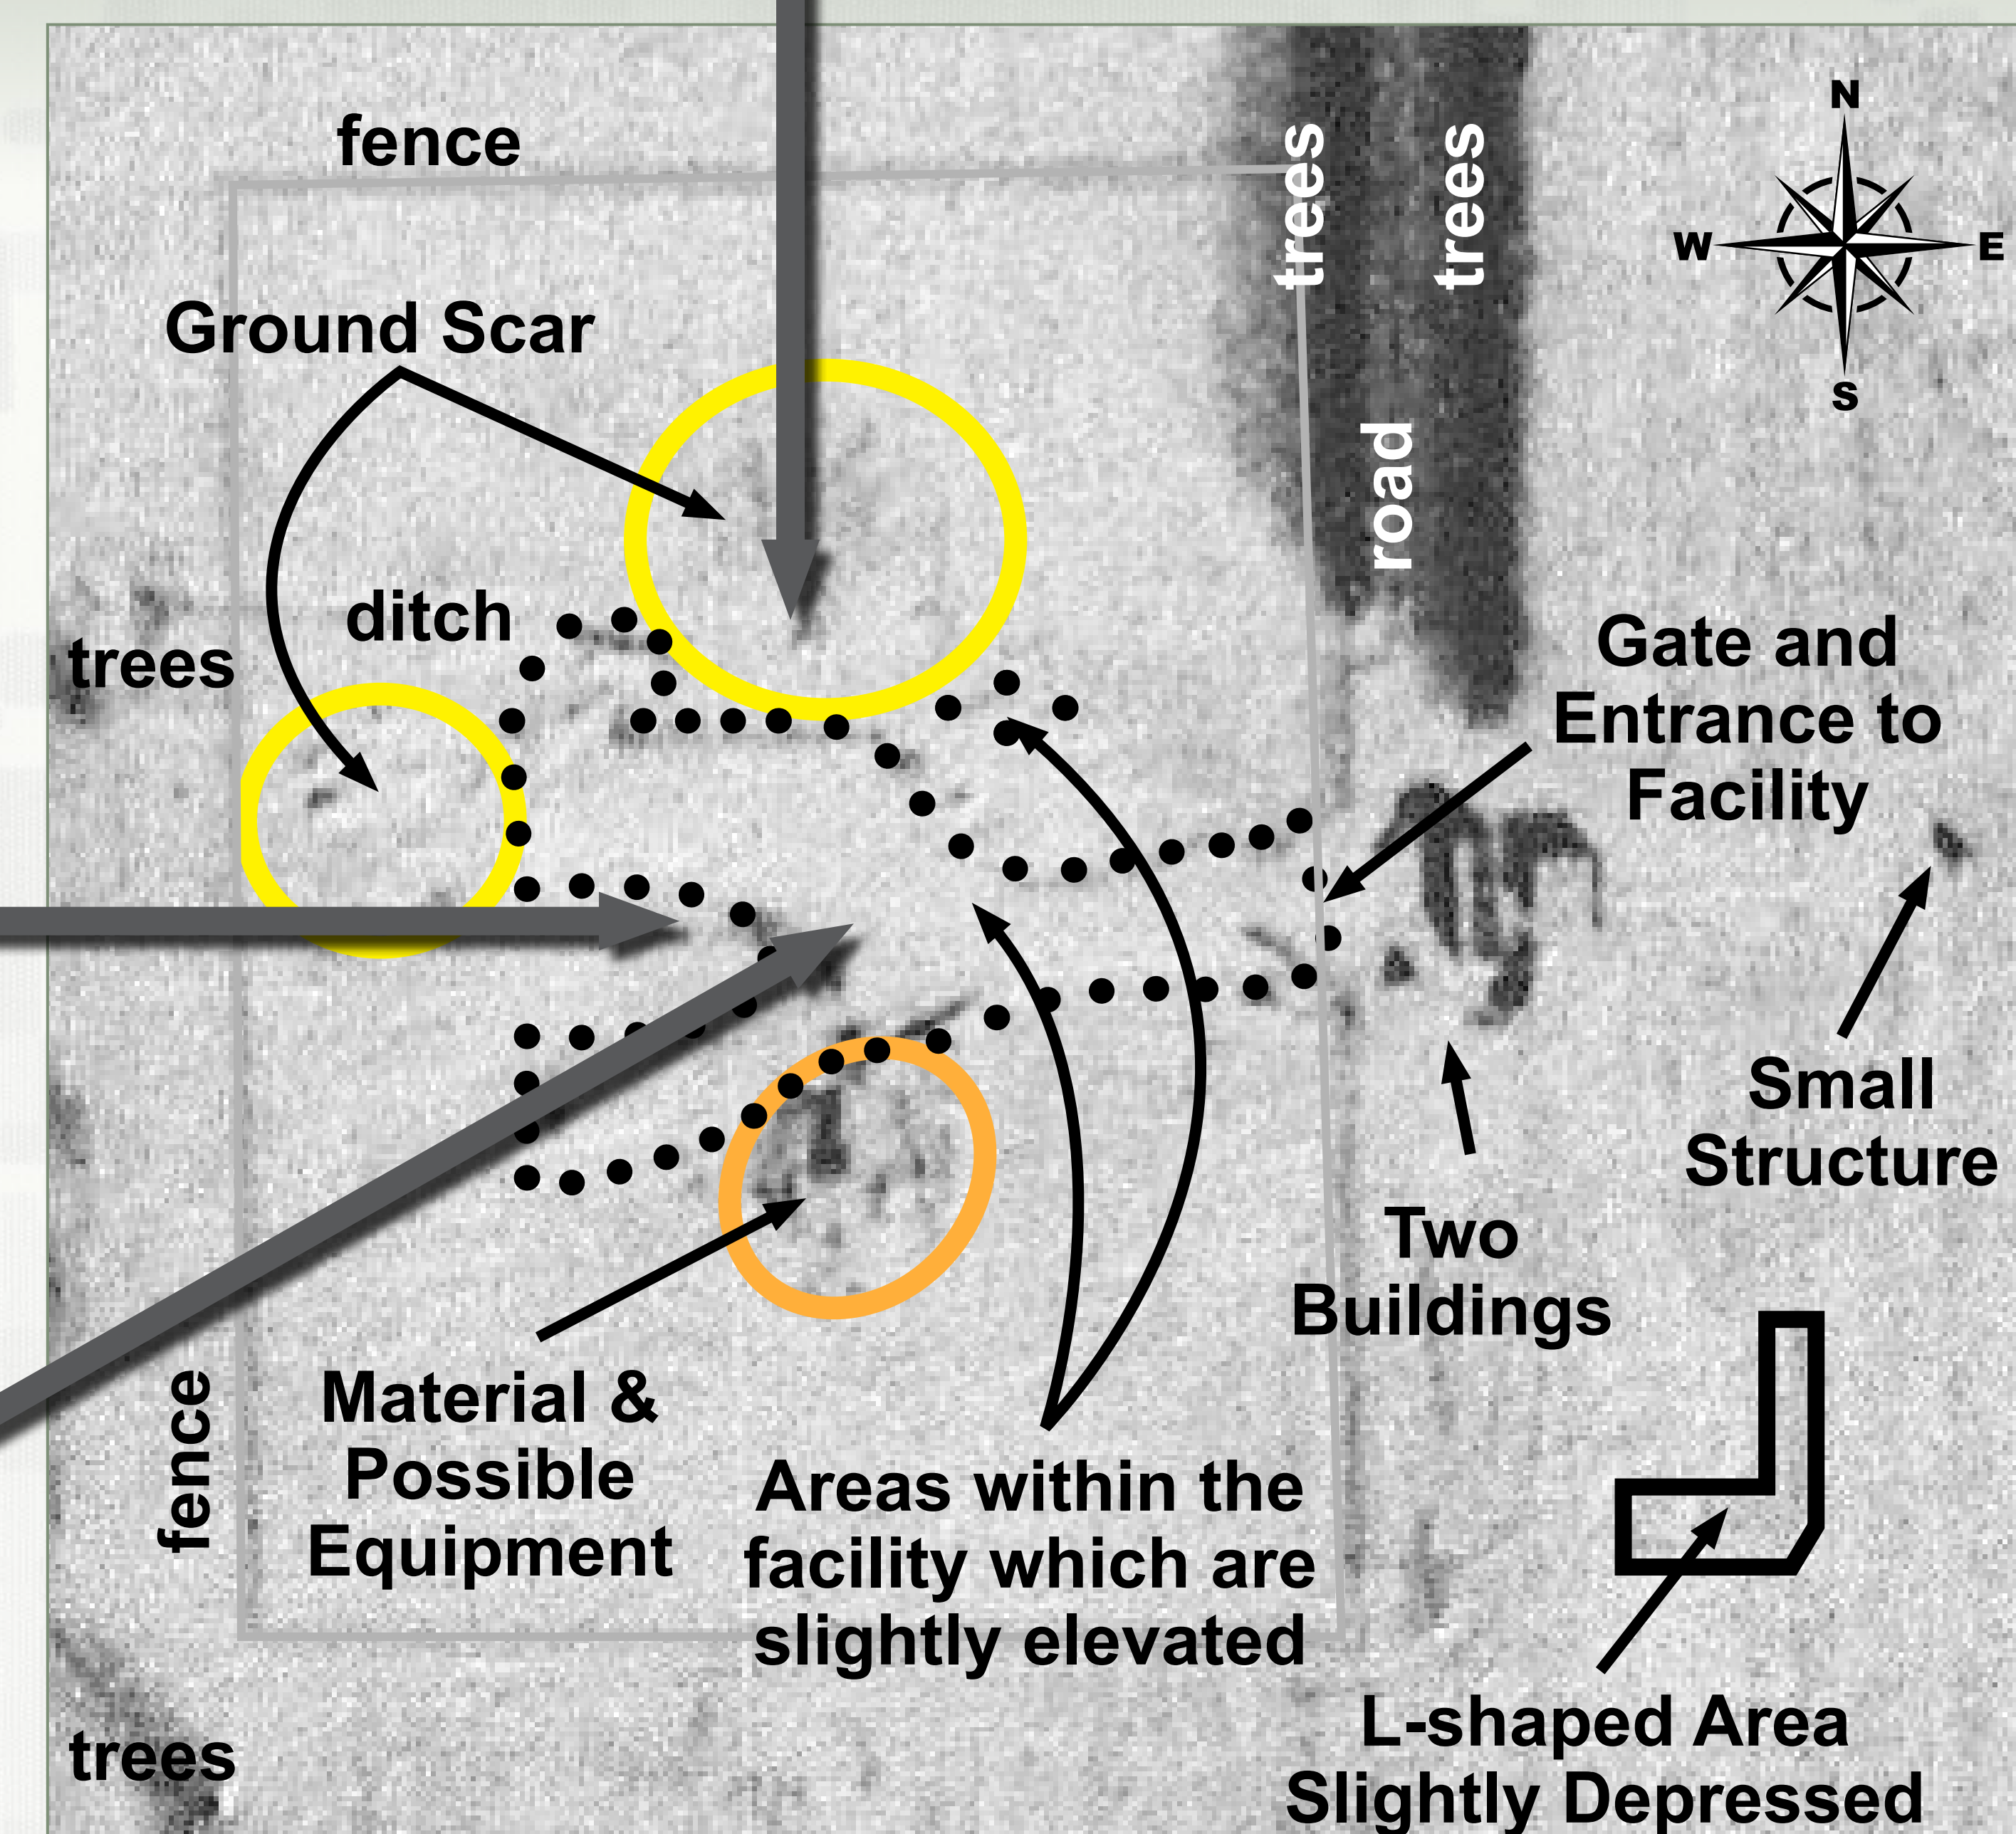 fence
trees
trees
N
W
E
S
Ground Scar
road
ditch
trees
Gate and
Entrance to
Facility
Small
Structure
Two
Buildings
fence
Material &
Possible
Equipment
Areas within the
facility which are
slightly elevated
L-shaped Area
Slightly Depressed
trees